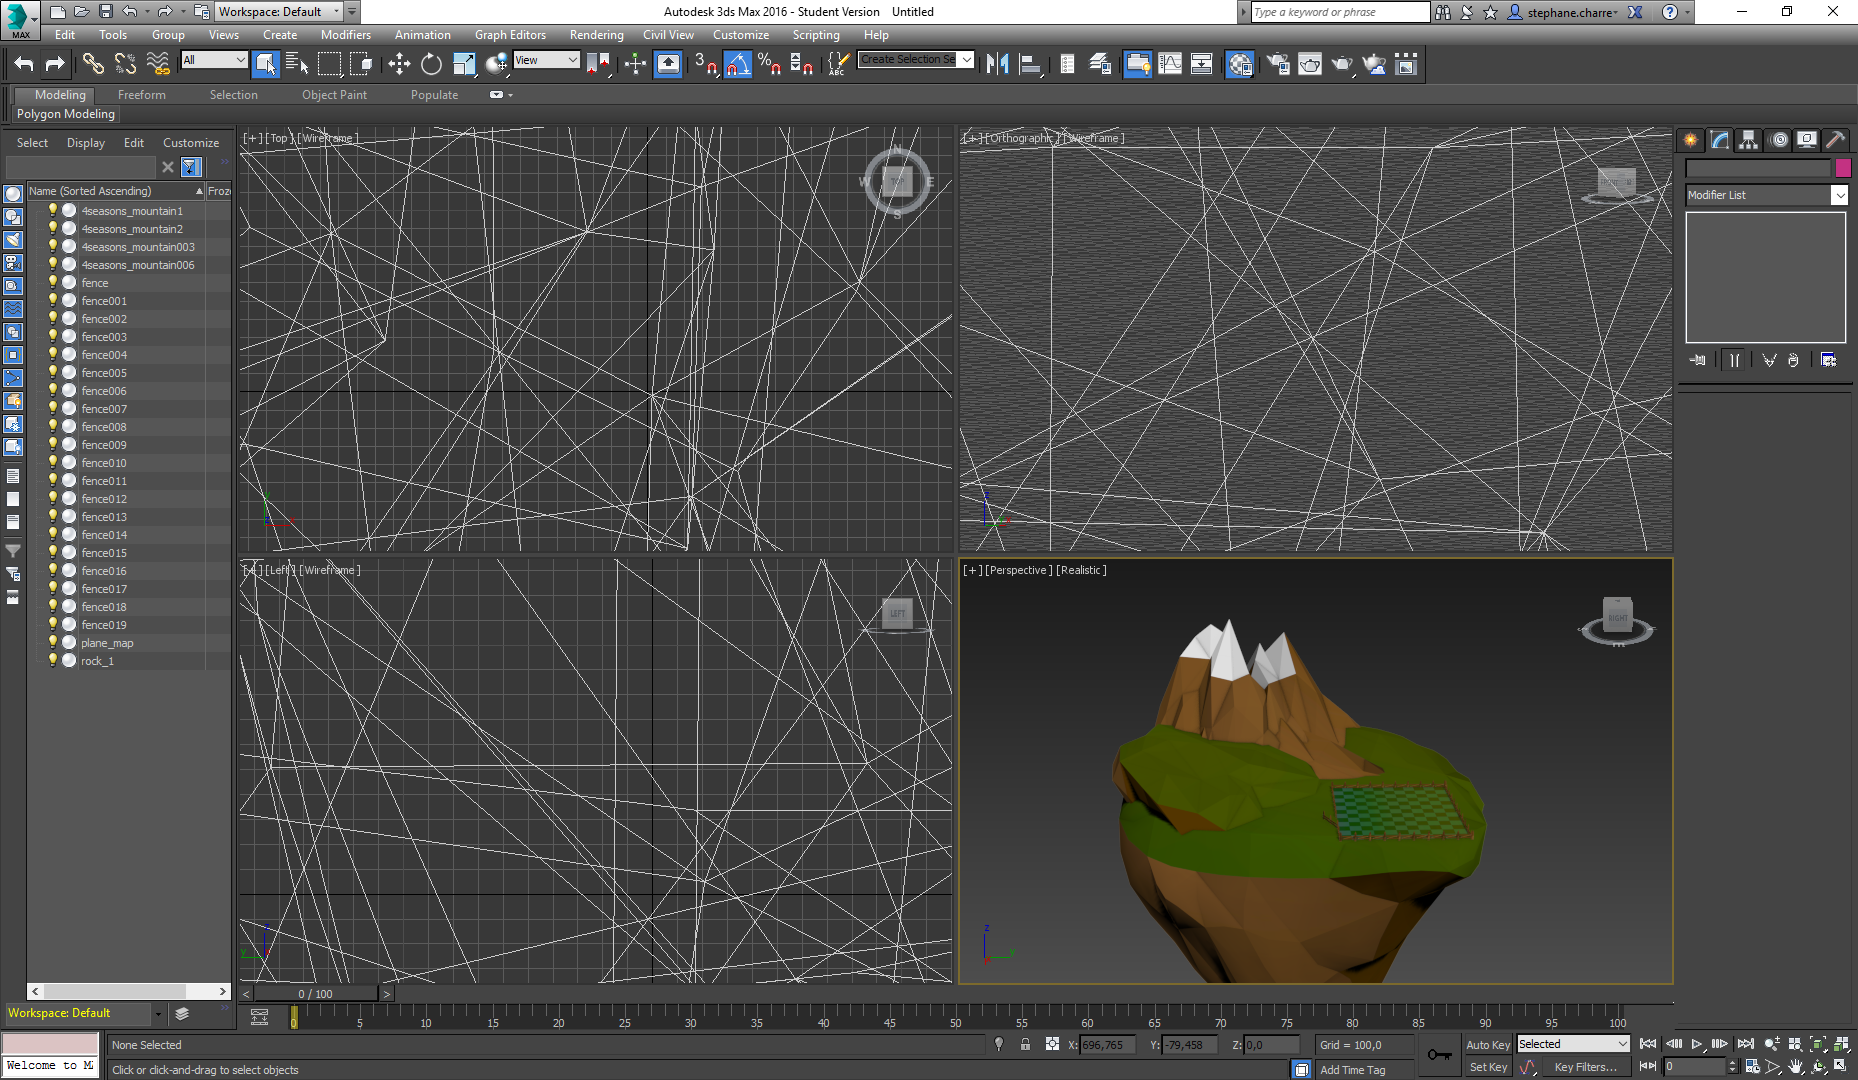 MAX
Workspace: Default
Autodesk 3ds Max 2016 - Student Version    Untitled
Type a keyword or phrase
stephane.charre
Edit Tools Group Views Create Modifiers Animation Graph Editors Rendering Civil View Customize Scripting Help
All
View
3
ABC
Create Selection Se
Modeling Freeform Selection Object Paint Populate
Polygon Modeling
Select Display Edit Customize
Name (Sorted Ascending) Froz
4seasons_mountain1
4seasons_mountain2
4seasons_mountain003
4seasons_mountain006
fence
fence001
fence002
fence003
fence004
fence005
fence006
fence007
fence008
fence009
fence010
fence011
fence012
fence013
fence014
fence015
fence016
fence017
fence018
fence019
plane_map
rock_1
[+] [Top] [Wireframe]
N
W TOP E
S
[+] [Orthographic] [Wireframe]
[+] [Left] [Wireframe]
LEFT
[+] [Perspective] [Realistic]
RIGHT
Modifier List
< 0 / 100 >
Workspace: Default
0 5 10 15 20 25 30 35 40 45 50 55 60 65 70 75 80 85 90 95 100
None Selected
X: 696,765 Y: -79,458 Z: 0,0 Grid = 100,0
Auto Key Selected
Welcome to M
Click or click-and-drag to select objects
Add Time Tag
Set Key Key Filters... 0